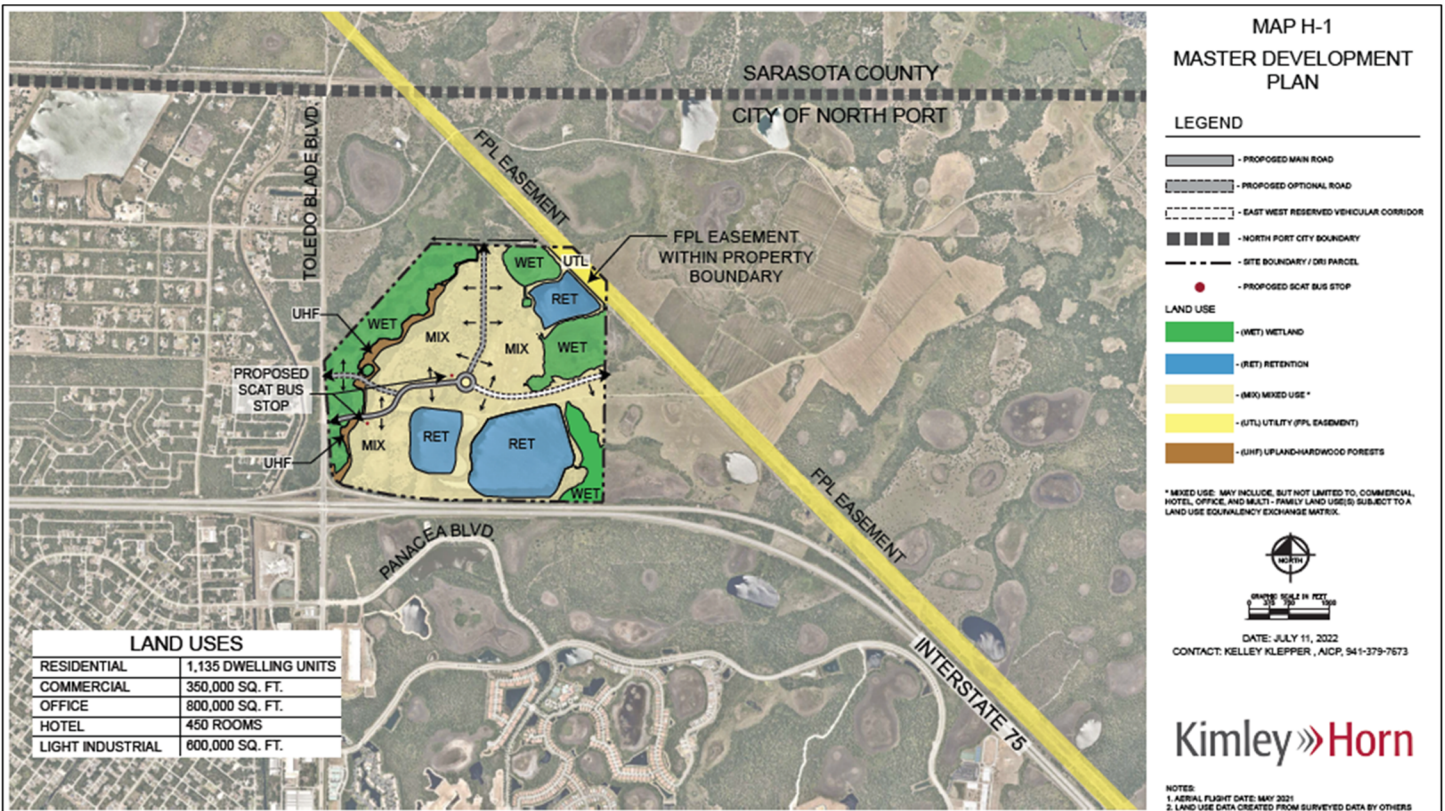 SARASOTA COUNTY
CITY OF NORTH PORT
TOLEDO BLADE BLVD.
FPL EASEMENT
FPL EASEMENT
WITHIN PROPERTY
BOUNDARY
WET
UTL
RET
UHF
WET
MIX
MIX
WET
PROPOSED
SCAT BUS
STOP
MIX
RET
RET
UHF
WET
FPL EASEMENT
PANACEA BLVD
INTERSTATE 75
LAND USES
RESIDENTIAL 1,135 DWELLING UNITS
COMMERCIAL 350,000 SQ. FT.
OFFICE 800,000 SQ. FT.
HOTEL 450 ROOMS
LIGHT INDUSTRIAL 600,000 SQ. FT.
MAP H-1
MASTER DEVELOPMENT
PLAN
LEGEND
- PROPOSED MAIN ROAD
- PROPOSED OPTIONAL ROAD
- EAST WEST RESERVED VEHICULAR CORRIDOR
- NORTH PORT CITY BOUNDARY
- SITE BOUNDARY / DRI PARCEL
- PROPOSED SCAT BUS STOP
LAND USE
- (WET) WETLAND
- (RET) RETENTION
- (MIX) MIXED USE *
- (UTL) UTILITY (FPL EASEMENT)
- (UHF) UPLAND-HARDWOOD FORESTS
* MIXED USE: MAY INCLUDE, BUT NOT LIMITED TO, COMMERCIAL,
HOTEL, OFFICE, AND MULTI - FAMILY LAND USE(S) SUBJECT TO A
LAND USE EQUIVALENCY EXCHANGE MATRIX.
NORTH
GRAPHIC SCALE IN FEET
0 375 750 1500
DATE: JULY 11, 2022
CONTACT: KELLEY KLEPPER , AICP, 941-379-7673
Kimley»Horn
NOTES:
1. AERIAL FLIGHT DATE: MAY 2021
2. LAND USE DATA CREATED FROM SURVEYED DATA BY OTHERS